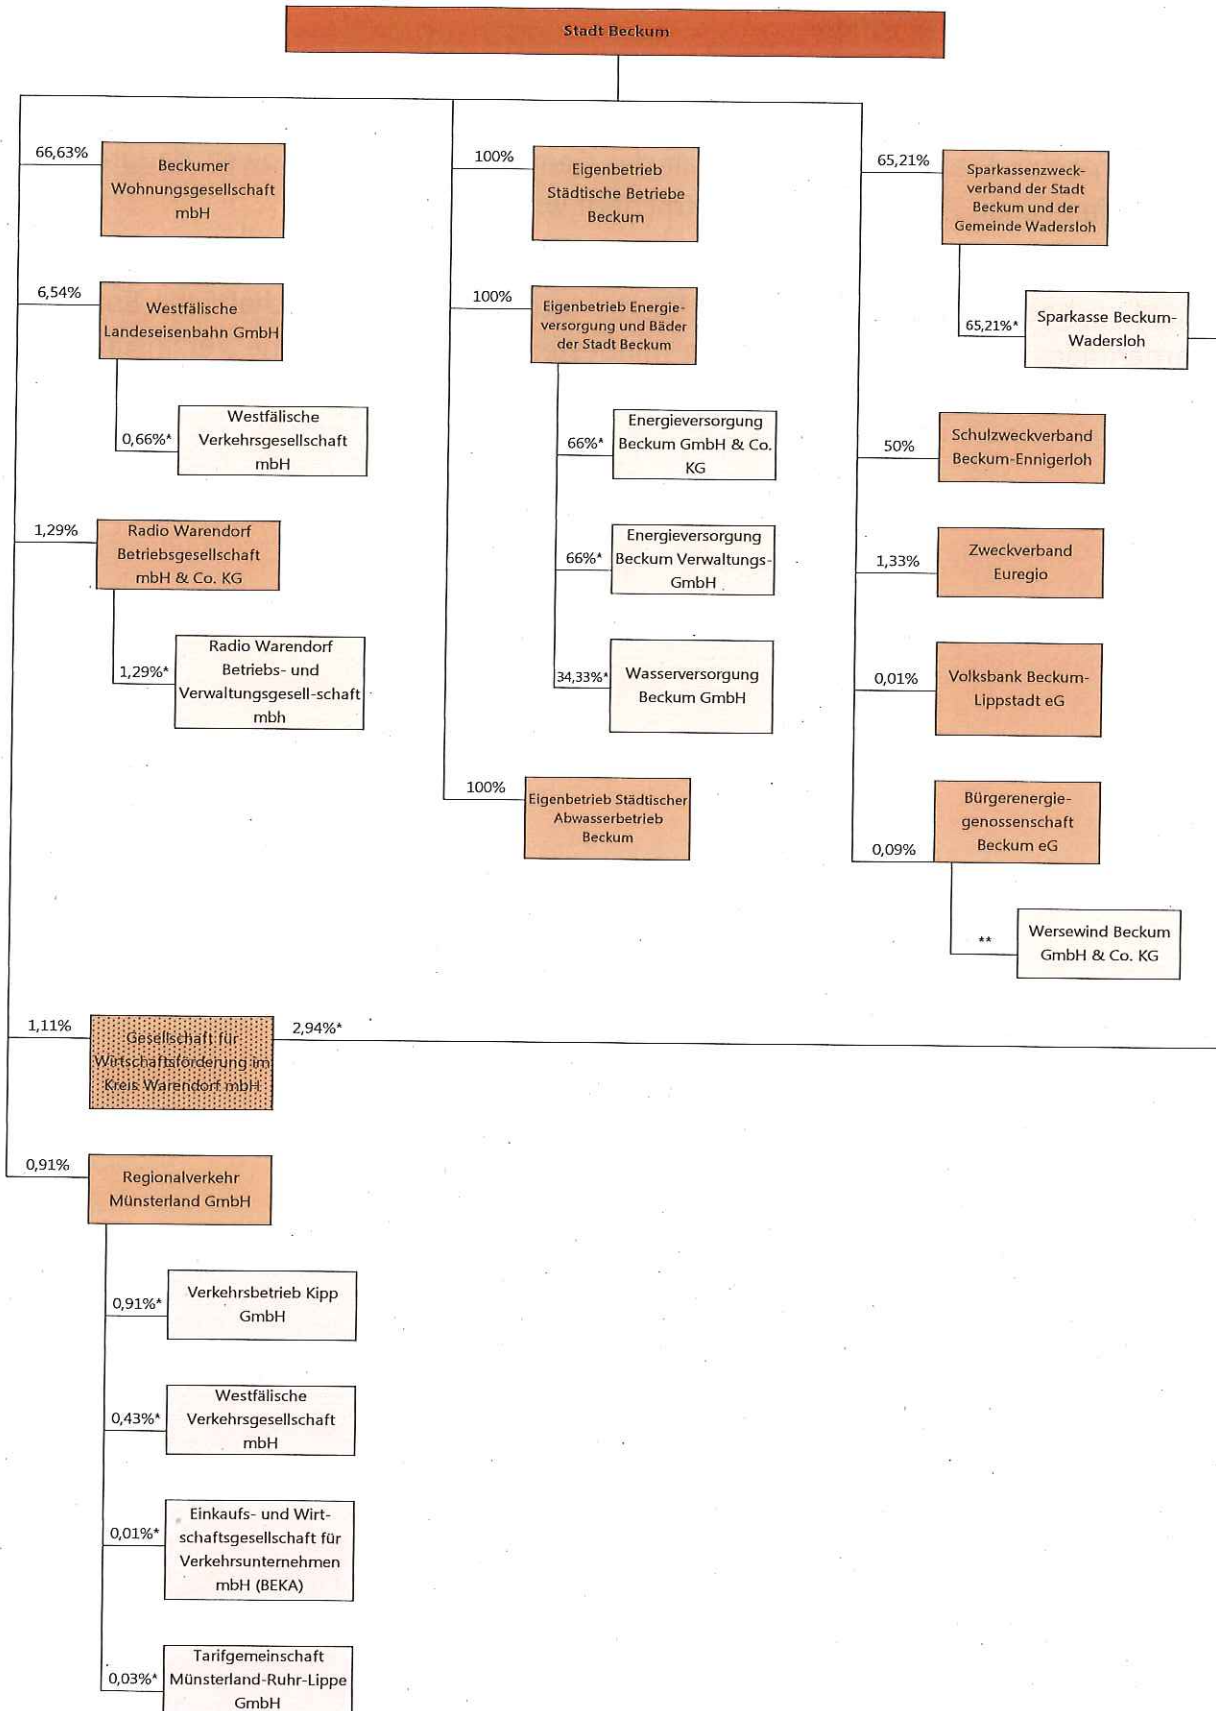 Stadt Beckum
66,63%
Beckumer
Wohnungsgesellschaft
mbH
6,54%
Westfälische
Landeseisenbahn GmbH
0,66%*
Westfälische
Verkehrsgesellschaft
mbH
1,29%
Radio Warendorf
Betriebsgesellschaft
mbH & Co. KG
1,29%*
Radio Warendorf
Betriebs- und
Verwaltungsgesell-schaft
mbh
1,11%
Gesellschaft für
Wirtschaftsförderung im
Kreis Warendorf mbH
2,94%*
0,91%
Regionalverkehr
Münsterland GmbH
0,91%*
Verkehrsbetrieb Kipp
GmbH
0,43%*
Westfälische
Verkehrsgesellschaft
mbH
0,01%*
Einkaufs- und Wirt-
schaftsgesellschaft für
Verkehrsunternehmen
mbH (BEKA)
0,03%*
Tarifgemeinschaft
Münsterland-Ruhr-Lippe
GmbH
100%
Eigenbetrieb
Städtische Betriebe
Beckum
100%
Eigenbetrieb Energie-
versorgung und Bäder
der Stadt Beckum
66%*
Energieversorgung
Beckum GmbH & Co.
KG
66%*
Energieversorgung
Beckum Verwaltungs-
GmbH
34,33%*
Wasserversorgung
Beckum GmbH
100%
Eigenbetrieb Städtischer
Abwasserbetrieb
Beckum
65,21%
Sparkassenzweck-
verband der Stadt
Beckum und der
Gemeinde Wadersloh
65,21%*
Sparkasse Beckum-
Wadersloh
50%
Schulzweckverband
Beckum-Ennigerloh
1,33%
Zweckverband
Euregio
0,01%
Volksbank Beckum-
Lippstadt eG
0,09%
Bürgerenergie-
genossenschaft
Beckum eG
**
Wersewind Beckum
GmbH & Co. KG